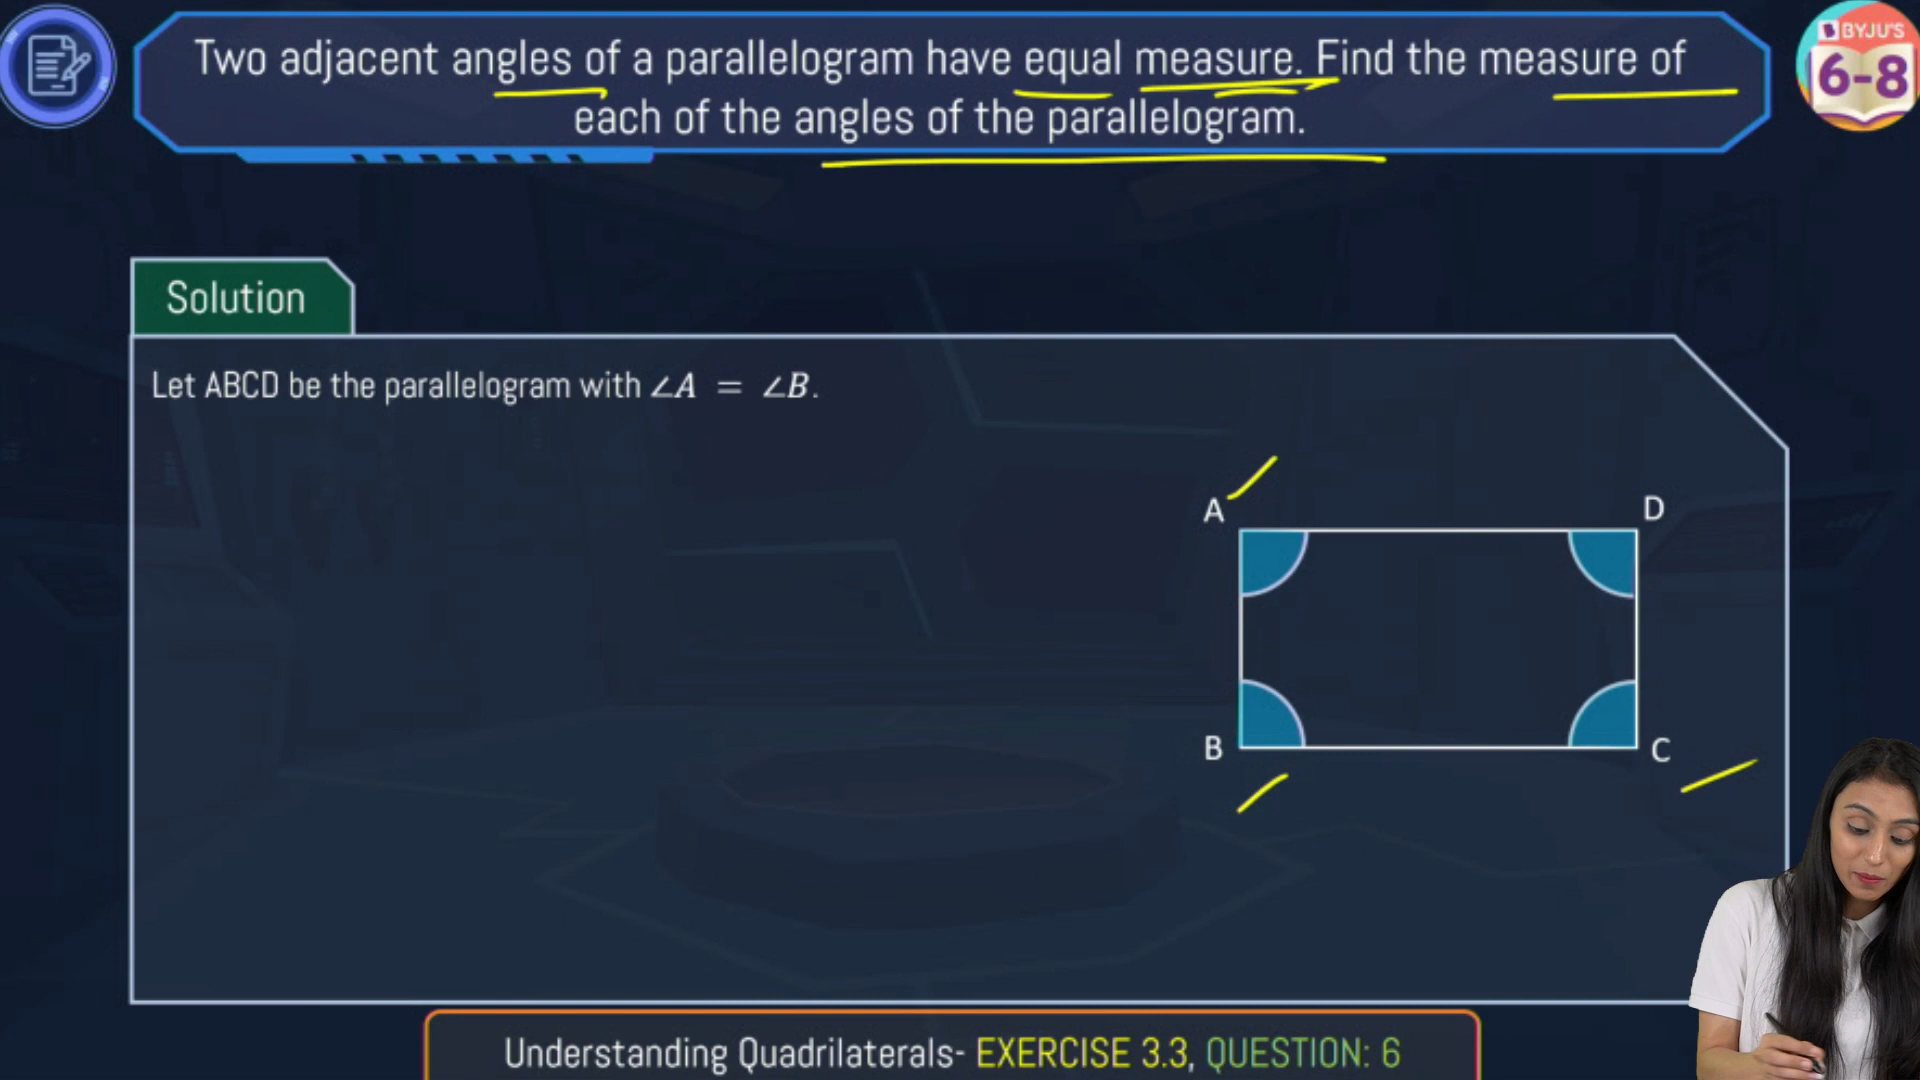 Two adjacent angles of a parallelogram have equal measure. Find the measure of
each of the angles of the parallelogram.
BYJU'S
6-8
Solution
Let ABCD be the parallelogram with ∠A = ∠B.
A
D
B
C
Understanding Quadrilaterals- EXERCISE 3.3, QUESTION: 6